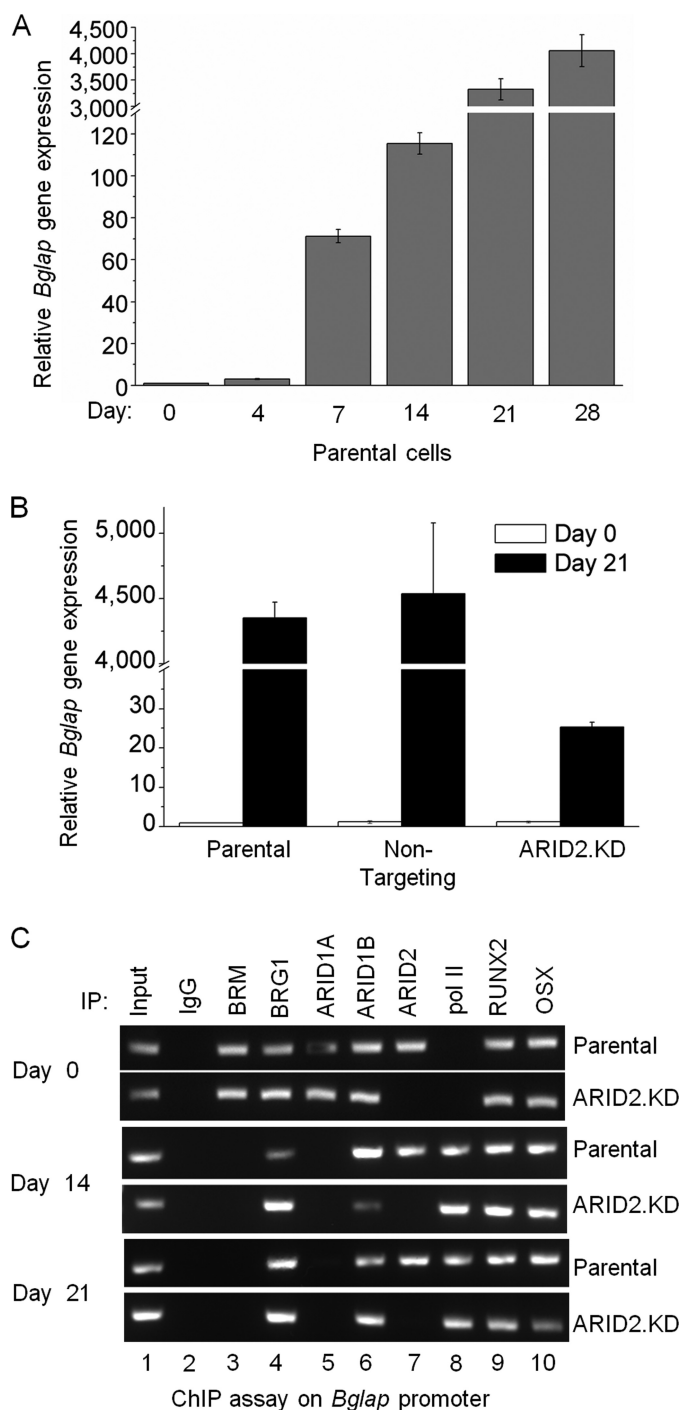 A
Relative Bglap gene expression
4,500
4,000
3,500
3,000
120
100
80
60
40
20
0
Day: 0 4 7 14 21 28
Parental cells
B
Relative Bglap gene expression
5,000
4,500
4,000
30
20
10
0
Day 0
Day 21
Parental Non-Targeting ARID2.KD
C
IP: Input IgG BRM BRG1 ARID1A ARID1B ARID2 pol II RUNX2 OSX
Day 0
Parental
ARID2.KD
Day 14
Parental
ARID2.KD
Day 21
Parental
ARID2.KD
1 2 3 4 5 6 7 8 9 10
ChIP assay on Bglap promoter